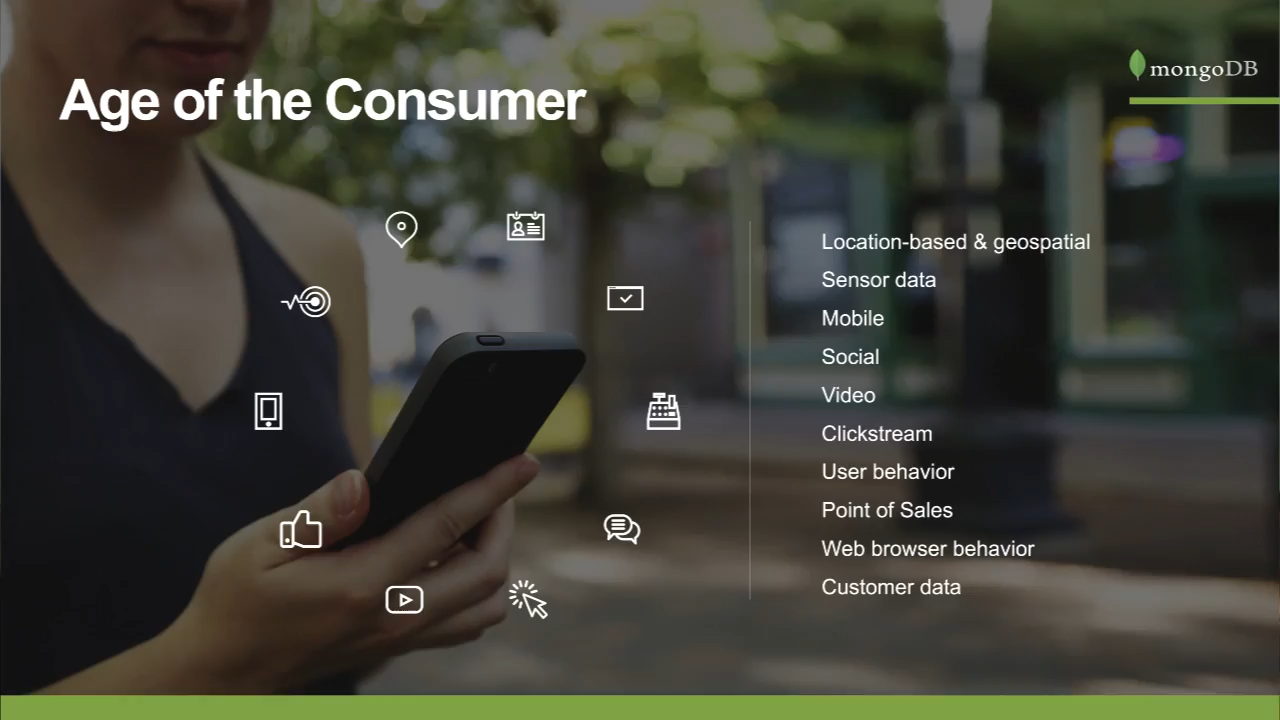 Age of the Consumer
mongoDB
Location-based & geospatial
Sensor data
Mobile
Social
Video
Clickstream
User behavior
Point of Sales
Web browser behavior
Customer data